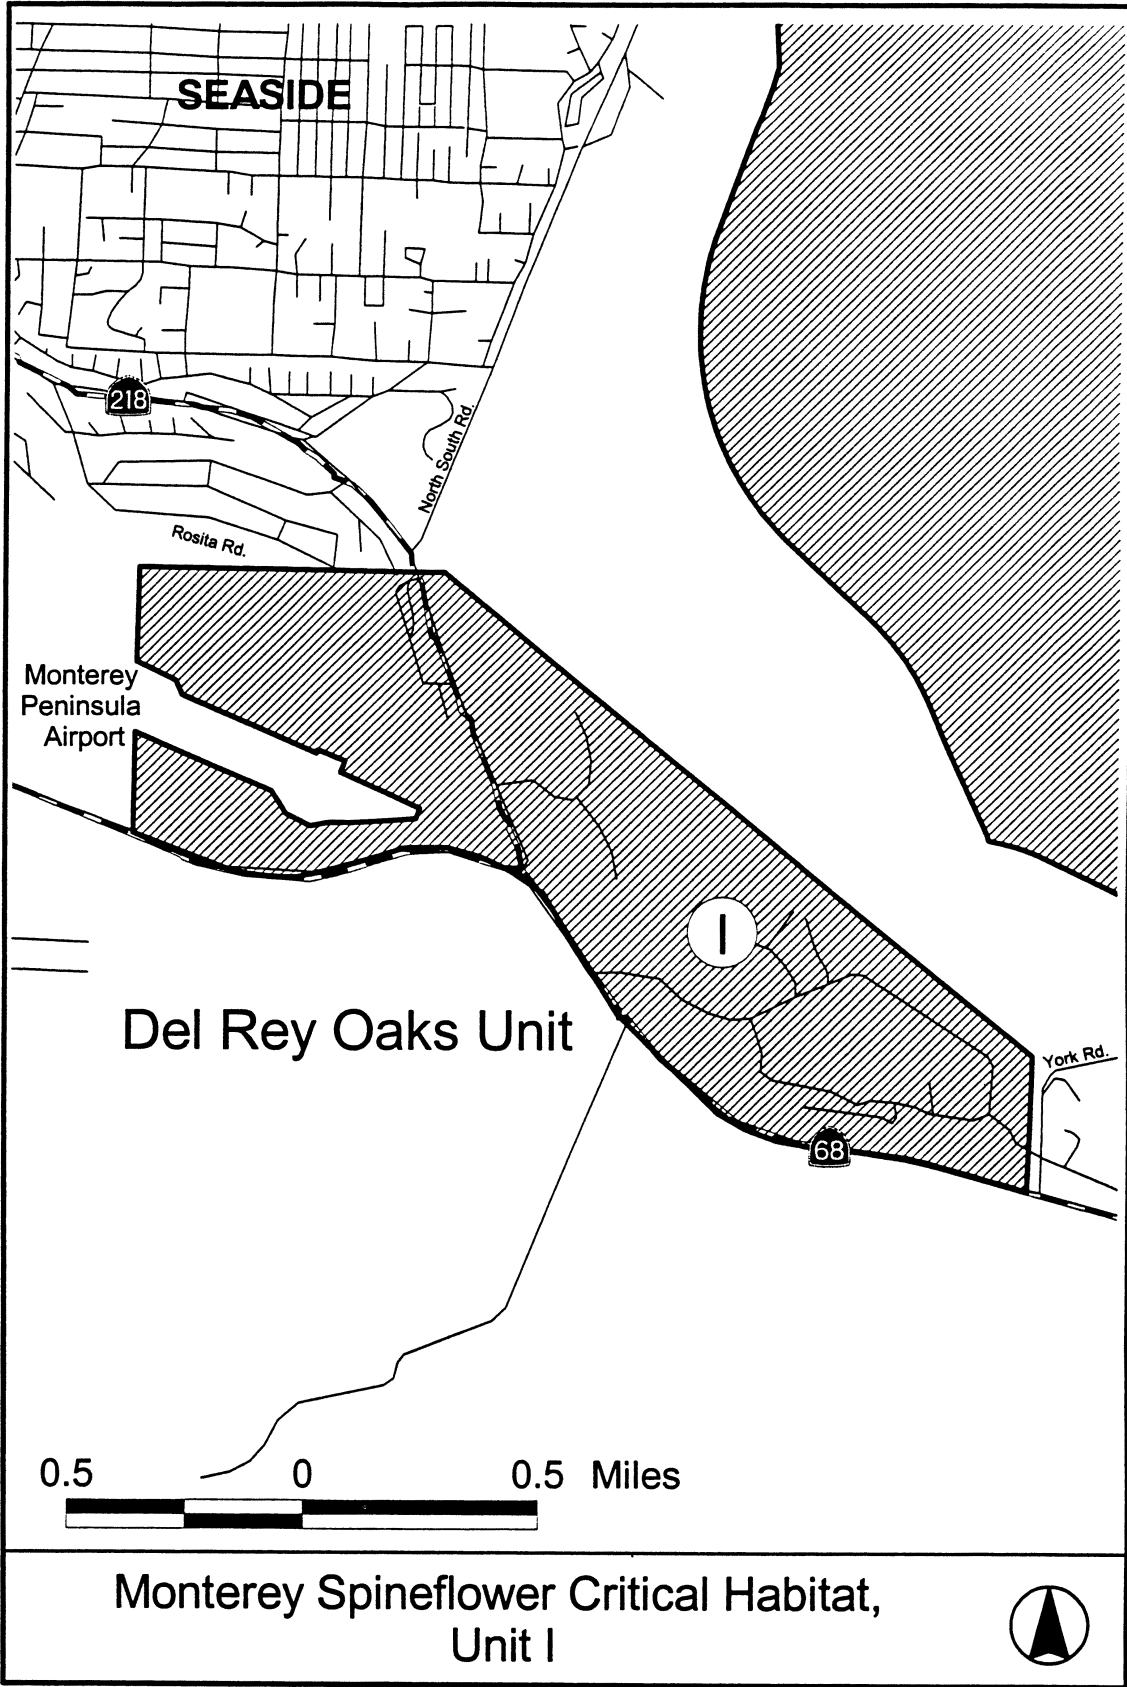 SEASIDE
218
North South Rd.
Rosita Rd.
Monterey
Peninsula
Airport
I
Del Rey Oaks Unit
York Rd.
68
0.5 0 0.5 Miles
Monterey Spineflower Critical Habitat,
Unit I